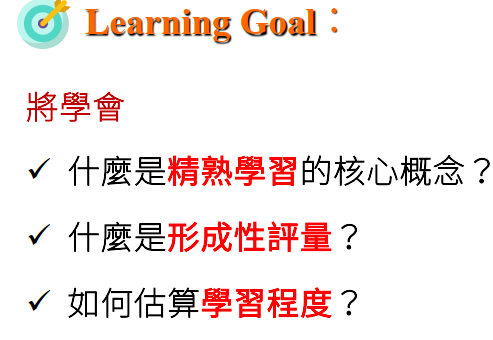 Learning Goal：
將學會
✓ 什麼是精熟學習的核心概念？
✓ 什麼是形成性評量？
✓ 如何估算學習程度？